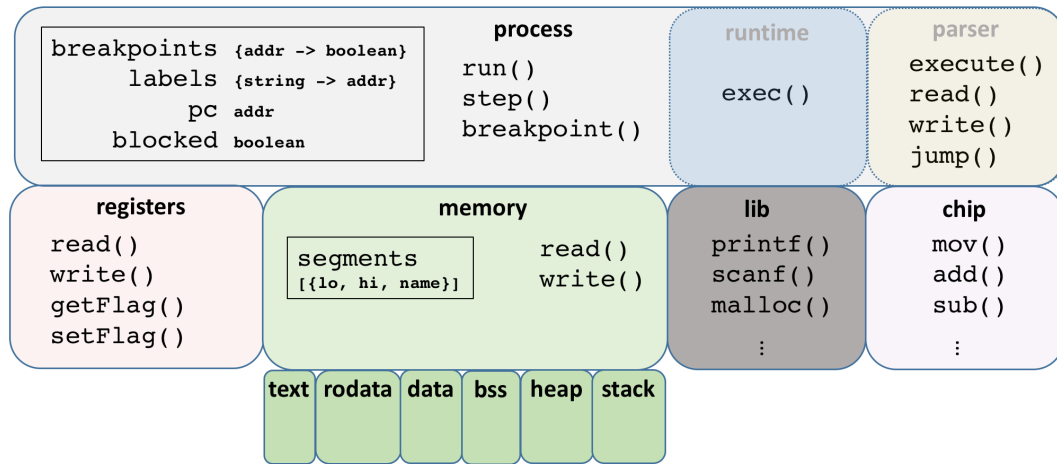 process
breakpoints {addr -> boolean}
labels {string -> addr}
pc addr
blocked boolean
run()
step()
breakpoint()
runtime
exec()
parser
execute()
read()
write()
jump()
registers
read()
write()
getFlag()
setFlag()
memory
segments
[{lo, hi, name}]
read()
write()
lib
printf()
scanf()
malloc()
⋮
chip
mov()
add()
sub()
⋮
text rodata data bss heap stack